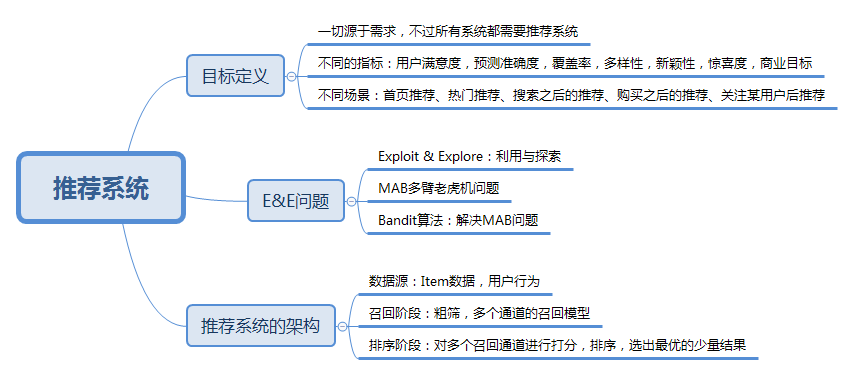 推荐系统
目标定义
一切源于需求，不过所有系统都需要推荐系统
不同的指标：用户满意度，预测准确度，覆盖率，多样性，新颖性，惊喜度，商业目标
不同场景：首页推荐、热门推荐、搜索之后的推荐、购买之后的推荐、关注某用户后推荐
E&E问题
Exploit & Explore：利用与探索
MAB多臂老虎机问题
Bandit算法：解决MAB问题
推荐系统的架构
数据源：Item数据，用户行为
召回阶段：粗筛，多个通道的召回模型
排序阶段：对多个召回通道进行打分，排序，选出最优的少量结果